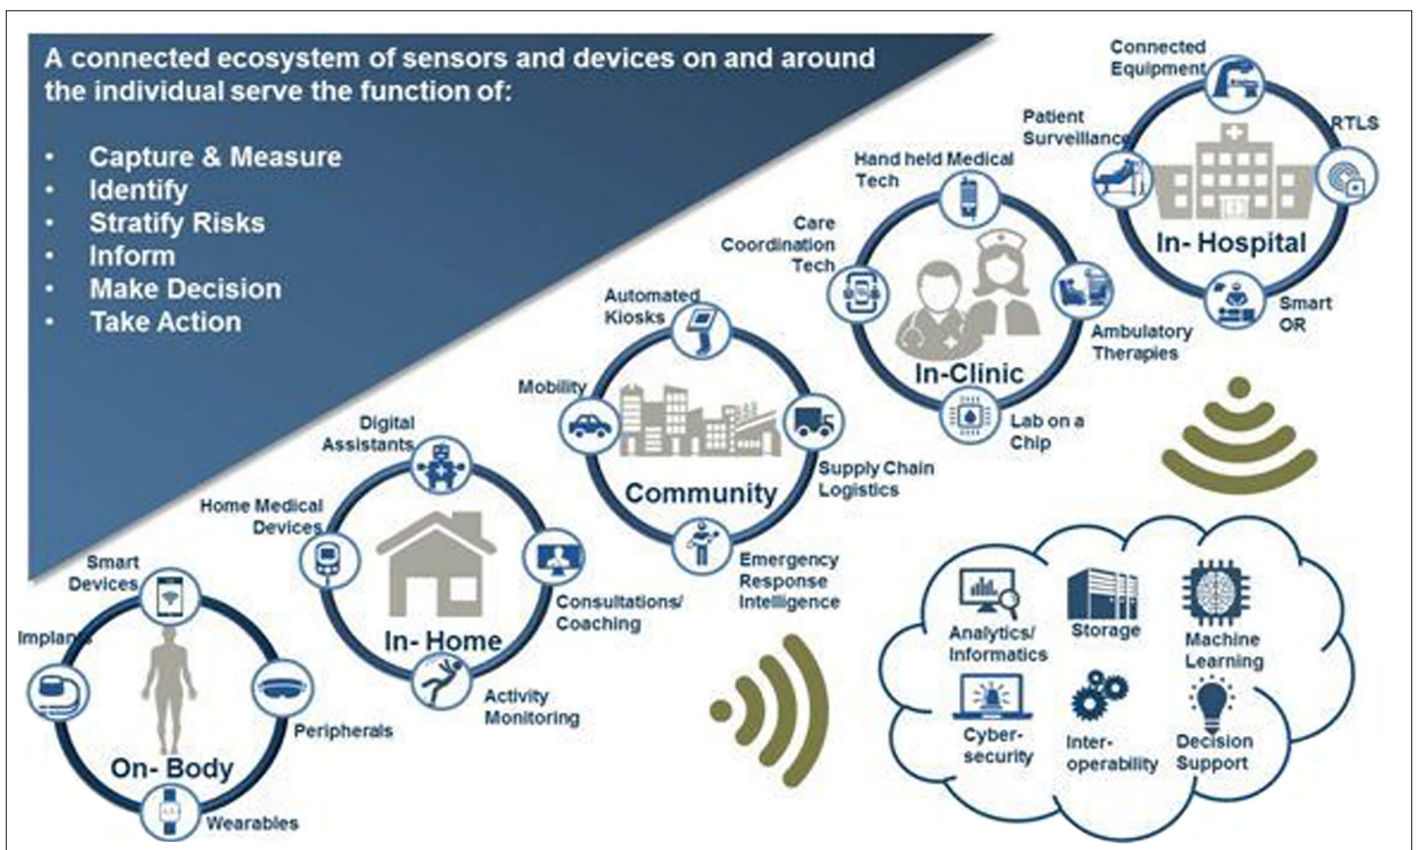 A connected ecosystem of sensors and devices on and around
the individual serve the function of:
• Capture & Measure
• Identify
• Stratify Risks
• Inform
• Make Decision
• Take Action
Connected
Equipment
Patient
Surveillance
RTLS
In- Hospital
Smart
OR
Hand held Medical
Tech
Care
Coordination
Tech
Ambulatory
Therapies
In-Clinic
Lab on a
Chip
Automated
Kiosks
Mobility
Supply Chain
Logistics
Community
Emergency
Response
Intelligence
Digital
Assistants
Home Medical
Devices
Consultations/
Coaching
In- Home
Activity
Monitoring
Smart
Devices
Implants
Peripherals
On- Body
Wearables
Analytics/
Informatics
Storage
Machine
Learning
Cyber-
security
Inter-
operability
Decision
Support